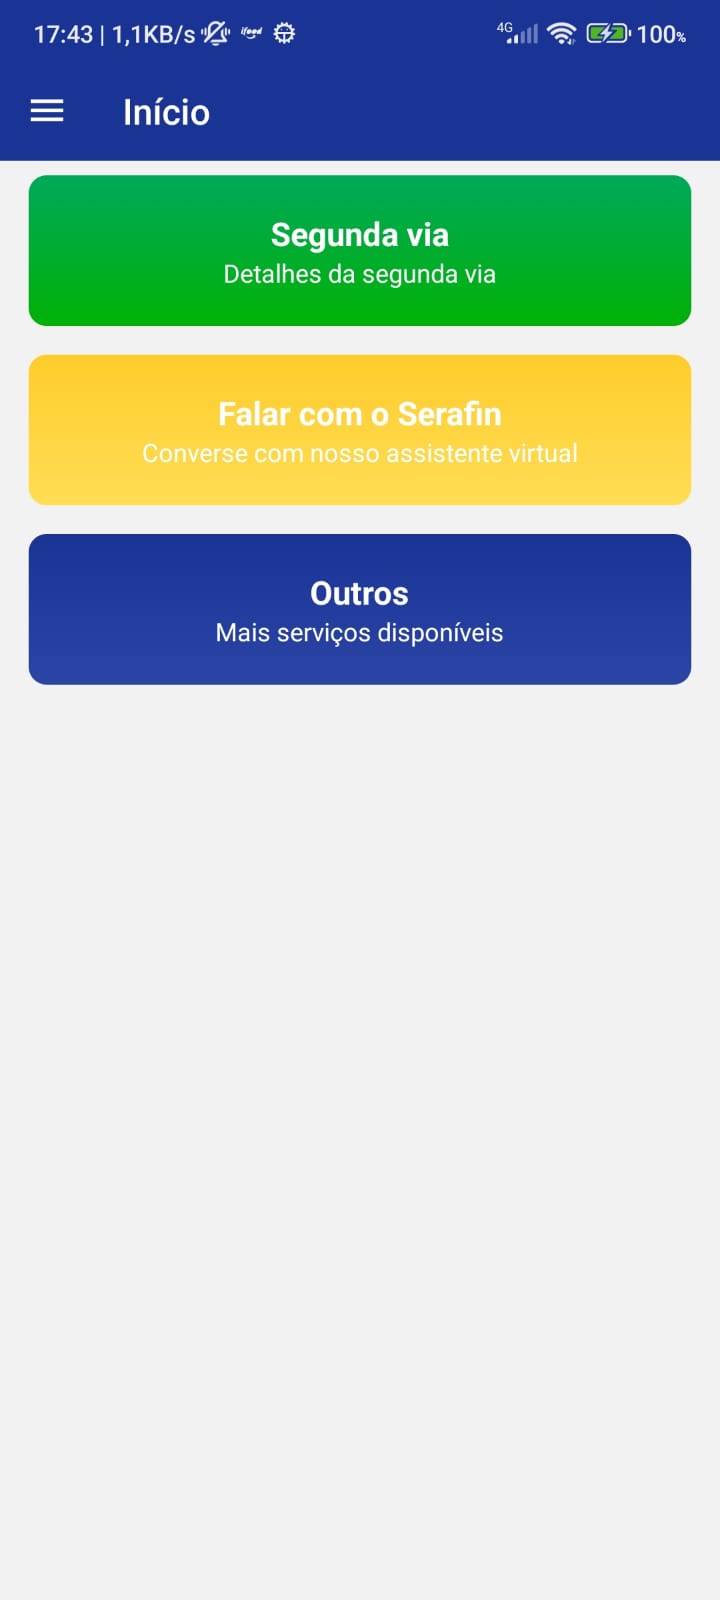 17:43 | 1,1KB/s ifood 4G 100%
Início
Segunda via
Detalhes da segunda via
Falar com o Serafin
Converse com nosso assistente virtual
Outros
Mais serviços disponíveis